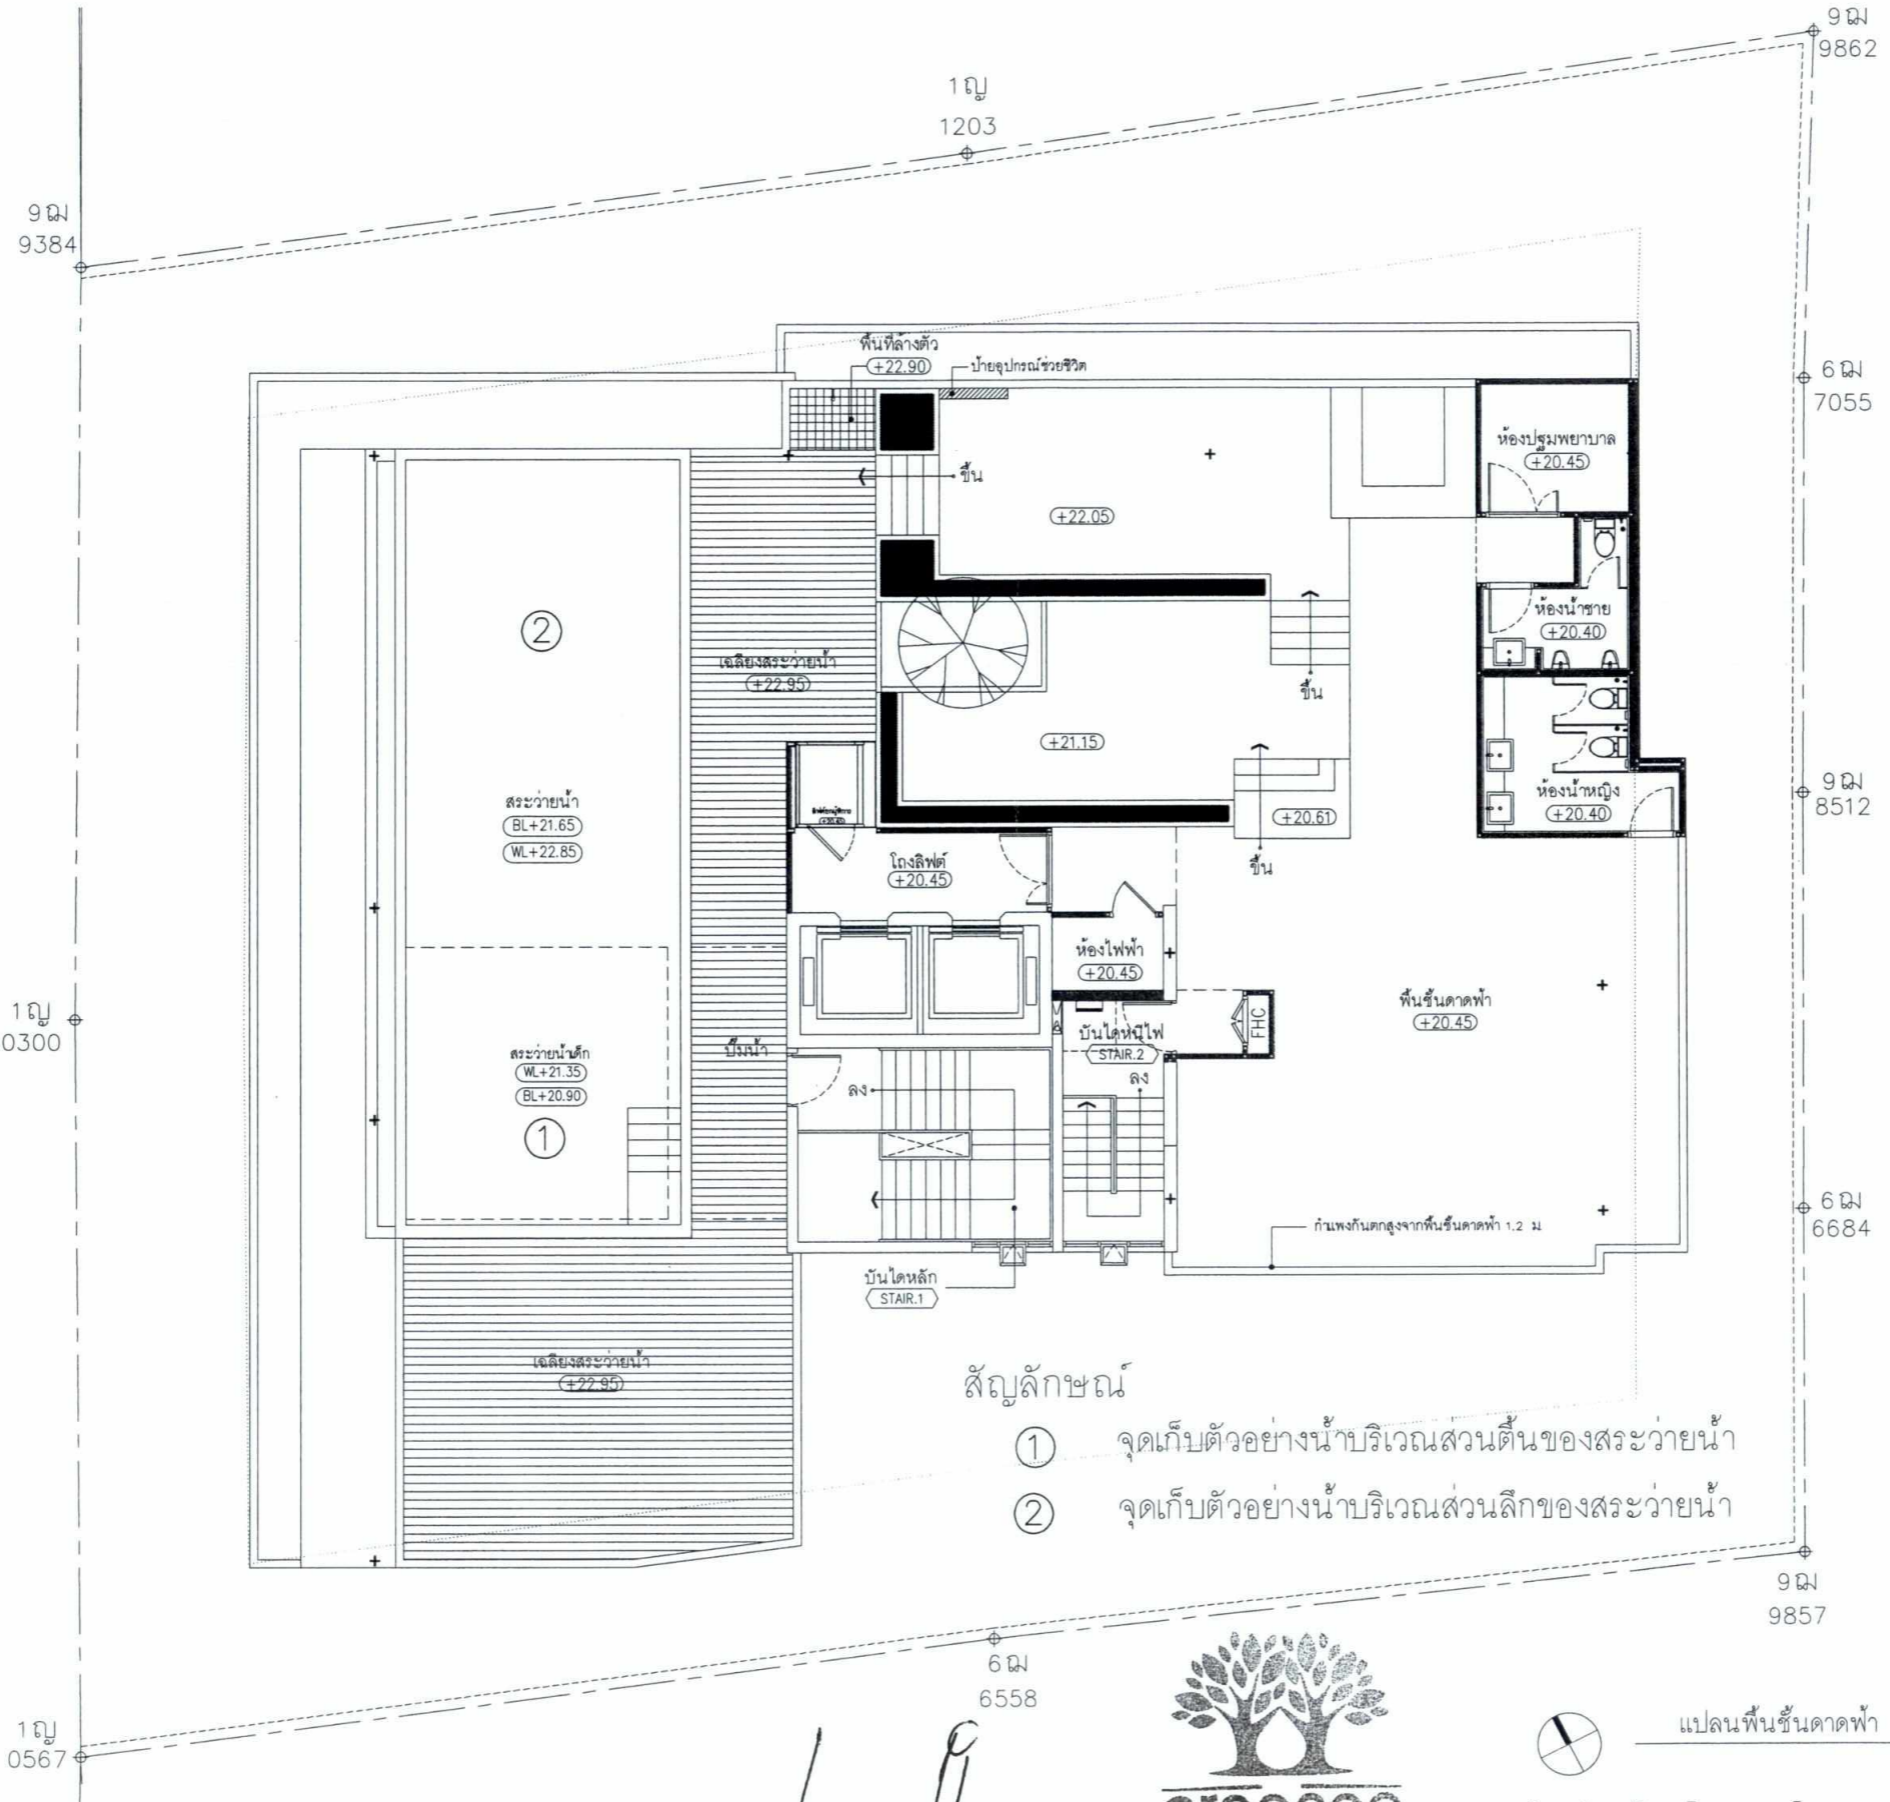 9ฌ
9862
1ญ
1203
9ฌ
9384
พื้นที่ล้างตัว
+22.90
ป้ายอุปกรณ์ช่วยชีวิต
6ฌ
7055
ห้องปฐมพยาบาล
+20.45
ขึ้น
+22.05
ห้องน้ำชาย
+20.40
2
เฉลียงสระว่ายน้ำ
+22.95
ขึ้น
+21.15
9ฌ
8512
ห้องน้ำหญิง
+20.40
สระว่ายน้ำ
BL+21.65
WL+22.85
+20.61
ขึ้น
โถงลิฟต์
+20.45
ห้องไฟฟ้า
+20.45
พื้นชั้นดาดฟ้า
+20.45
1ญ
0300
FHC
บันไดหนีไฟ
STAIR.2
สระว่ายน้ำเด็ก
WL+21.35
BL+20.90
ปั๊มน้ำ
ลง
ลง
1
6ฌ
6684
กำแพงกันตกสูงจากพื้นชั้นดาดฟ้า 1.2 ม
บันไดหลัก
STAIR.1
เฉลียงสระว่ายน้ำ
+22.95
สัญลักษณ์
1 จุดเก็บตัวอย่างน้ำบริเวณส่วนตื้นของสระว่ายน้ำ
2 จุดเก็บตัวอย่างน้ำบริเวณส่วนลึกของสระว่ายน้ำ
9ฌ
9857
6ฌ
6558
1ญ
0567
แปลนพื้นชั้นดาดฟ้า